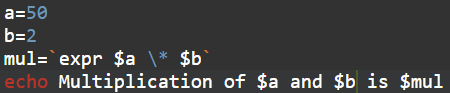 a=50
b=2
mul=`expr $a \* $b`
echo Multiplication of $a and $b is $mul